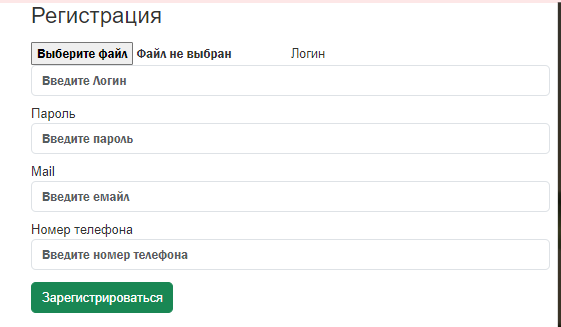 Регистрация
Выберите файл Файл не выбран Логин
Введите Логин
Пароль
Введите пароль
Mail
Введите емайл
Номер телефона
Введите номер телефона
Зарегистрироваться